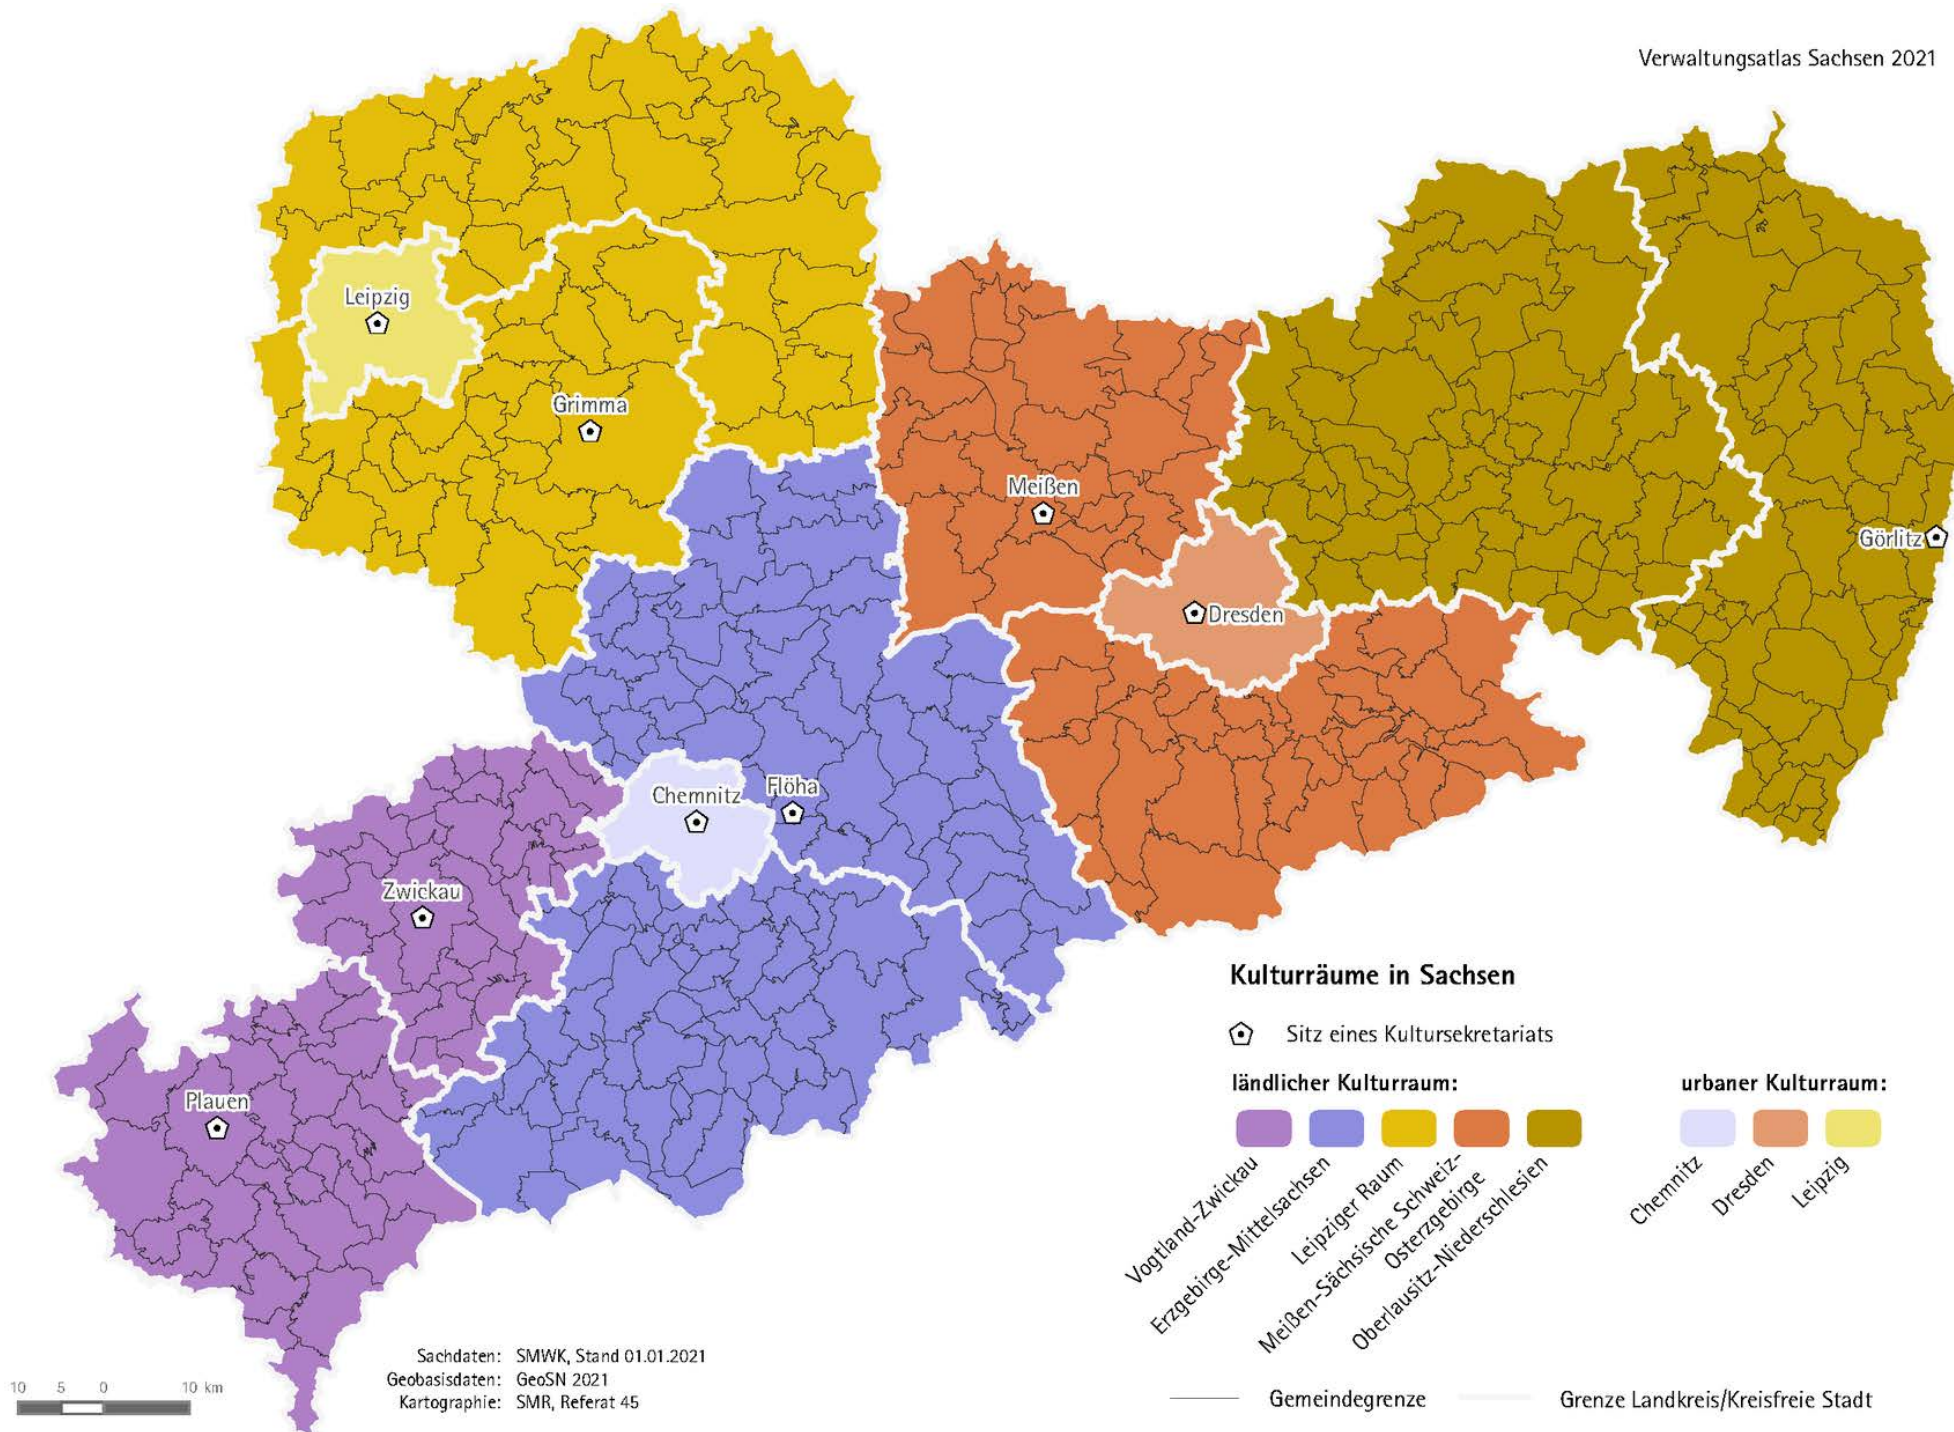 Verwaltungsatlas Sachsen 2021
Leipzig
Grimma
Meißen
Görlitz
Dresden
Flöha
Chemnitz
Zwickau
Plauen
Kulturräume in Sachsen
Sitz eines Kultursekretariats
ländlicher Kulturraum:
urbaner Kulturraum:
Vogtland-Zwickau
Erzgebirge-Mittelsachsen
Leipziger Raum
Meißen-Sächsische Schweiz-
Osterzgebirge
Oberlausitz-Niederschlesien
Chemnitz
Dresden
Leipzig
Sachdaten: SMWK, Stand 01.01.2021
Geobasisdaten: GeoSN 2021
Kartographie: SMR, Referat 45
10 5 0 10 km
Gemeindegrenze
Grenze Landkreis/Kreisfreie Stadt